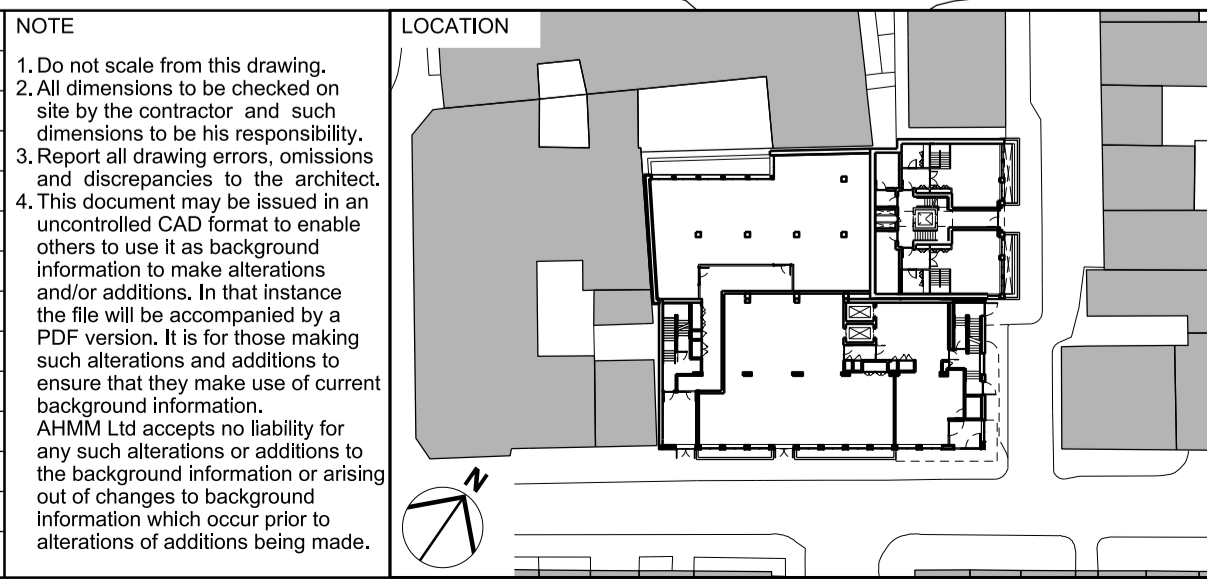 NOTE
1. Do not scale from this drawing.
2. All dimensions to be checked on
site by the contractor and such
dimensions to be his responsibility.
3. Report all drawing errors, omissions
and discrepancies to the architect.
4. This document may be issued in an
uncontrolled CAD format to enable
others to use it as background
information to make alterations
and/or additions. In that instance
the file will be accompanied by a
PDF version. It is for those making
such alterations and additions to
ensure that they make use of current
background information.
AHMM Ltd accepts no liability for
any such alterations or additions to
the background information or arising
out of changes to background
information which occur prior to
alterations of additions being made.
LOCATION
N